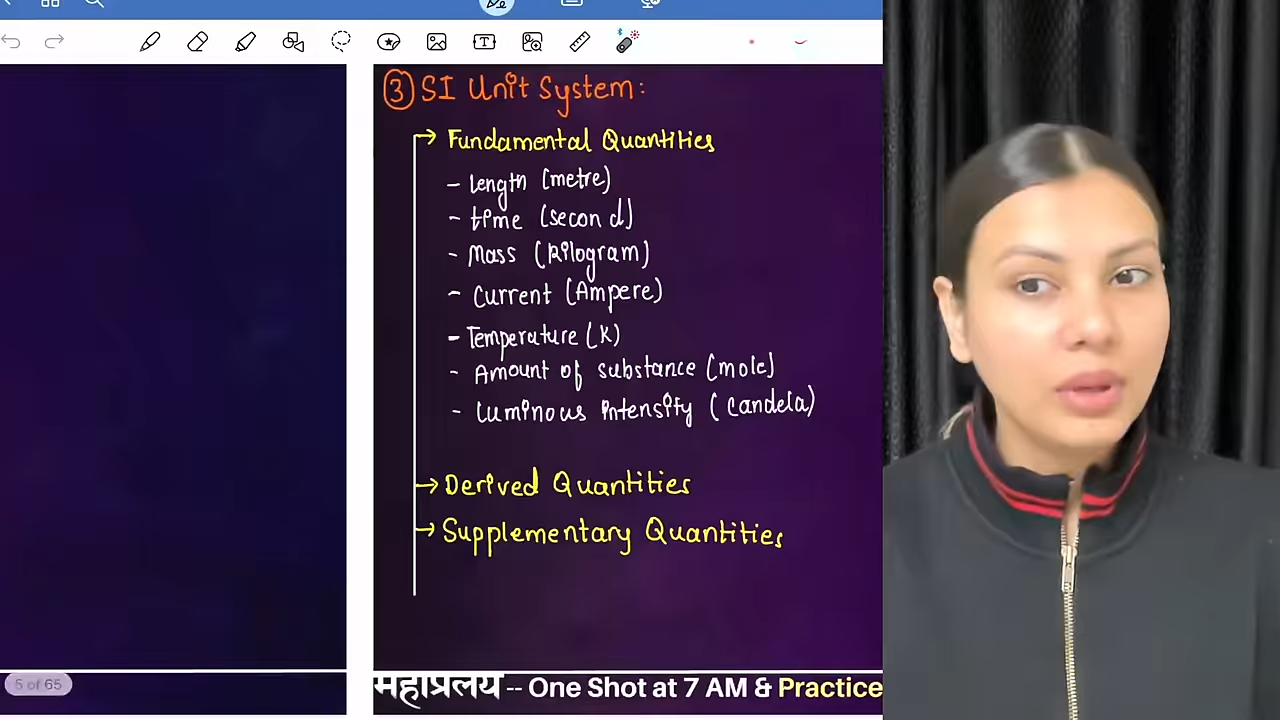 ③ SI Unit System:
→ Fundamental Quantities
- Length (metre)
- time (second)
- Mass (kilogram)
- Current (Ampere)
- Temperature (K)
- Amount of substance (mole)
- Luminous intensity (candela)
→ Derived Quantities
→ Supplementary Quantities
5 of 65
महाप्रलय -- One Shot at 7 AM & Practice